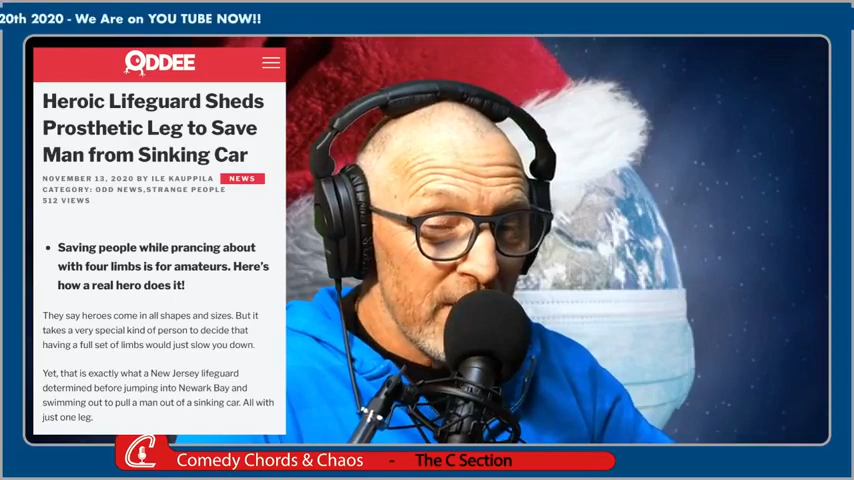 20th 2020 - We Are on YOU TUBE NOW!!
ODDEE
Heroic Lifeguard Sheds
Prosthetic Leg to Save
Man from Sinking Car
NOVEMBER 13, 2020 BY ILE KAUPPILA NEWS
CATEGORY: ODD NEWS,STRANGE PEOPLE
512 VIEWS
• Saving people while prancing about
with four limbs is for amateurs. Here's
how a real hero does it!
They say heroes come in all shapes and sizes. But it
takes a very special kind of person to decide that
having a full set of limbs would just slow you down.
Yet, that is exactly what a New Jersey lifeguard
determined before jumping into Newark Bay and
swimming out to pull a man out of a sinking car. All with
just one leg.
Comedy Chords & Chaos - The C Section